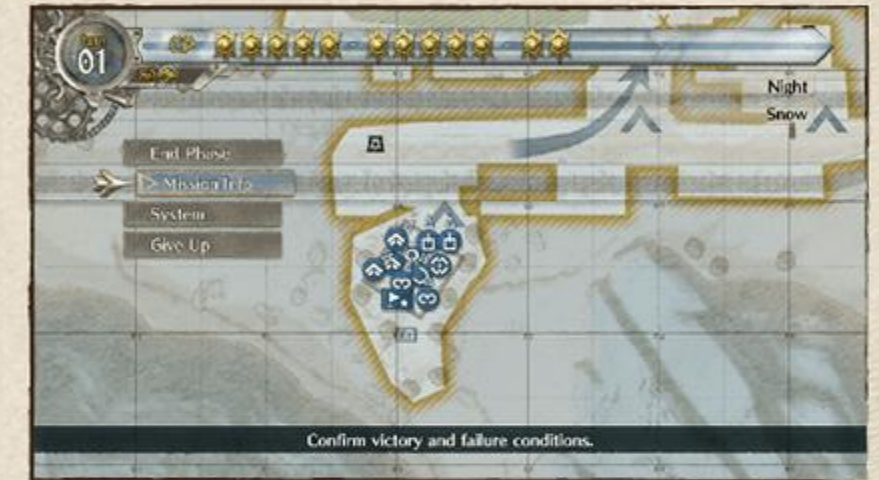 01
Night
Snow
End Phase
Mission Info
System
Give Up
Confirm victory and failure conditions.